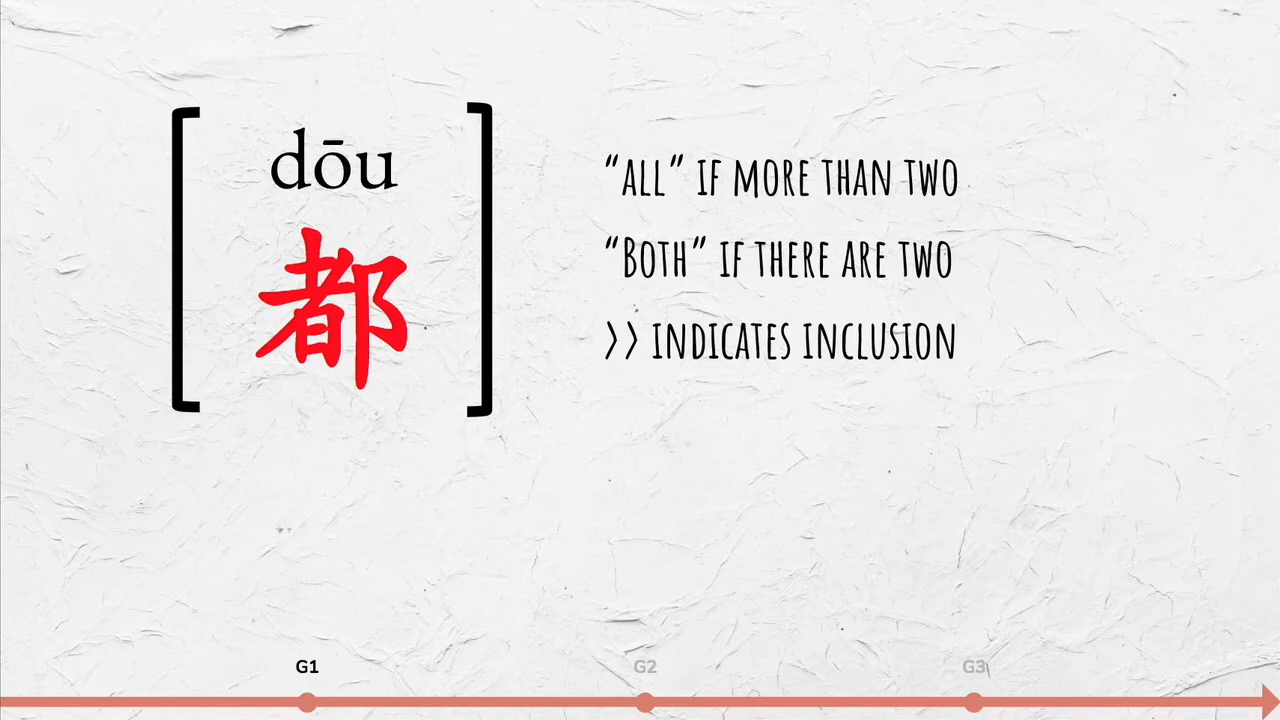 dōu
都
“ALL” IF MORE THAN TWO
“BOTH” IF THERE ARE TWO
>> INDICATES INCLUSION
G1 G2 G3